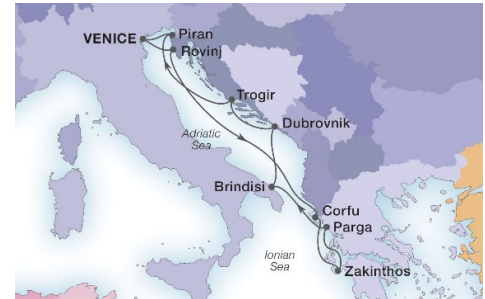 VENICE
Piran
Rovinj
Trogir
Dubrovnik
Adriatic
Sea
Brindisi
Corfu
Parga
Ionian
Sea
Zakinthos